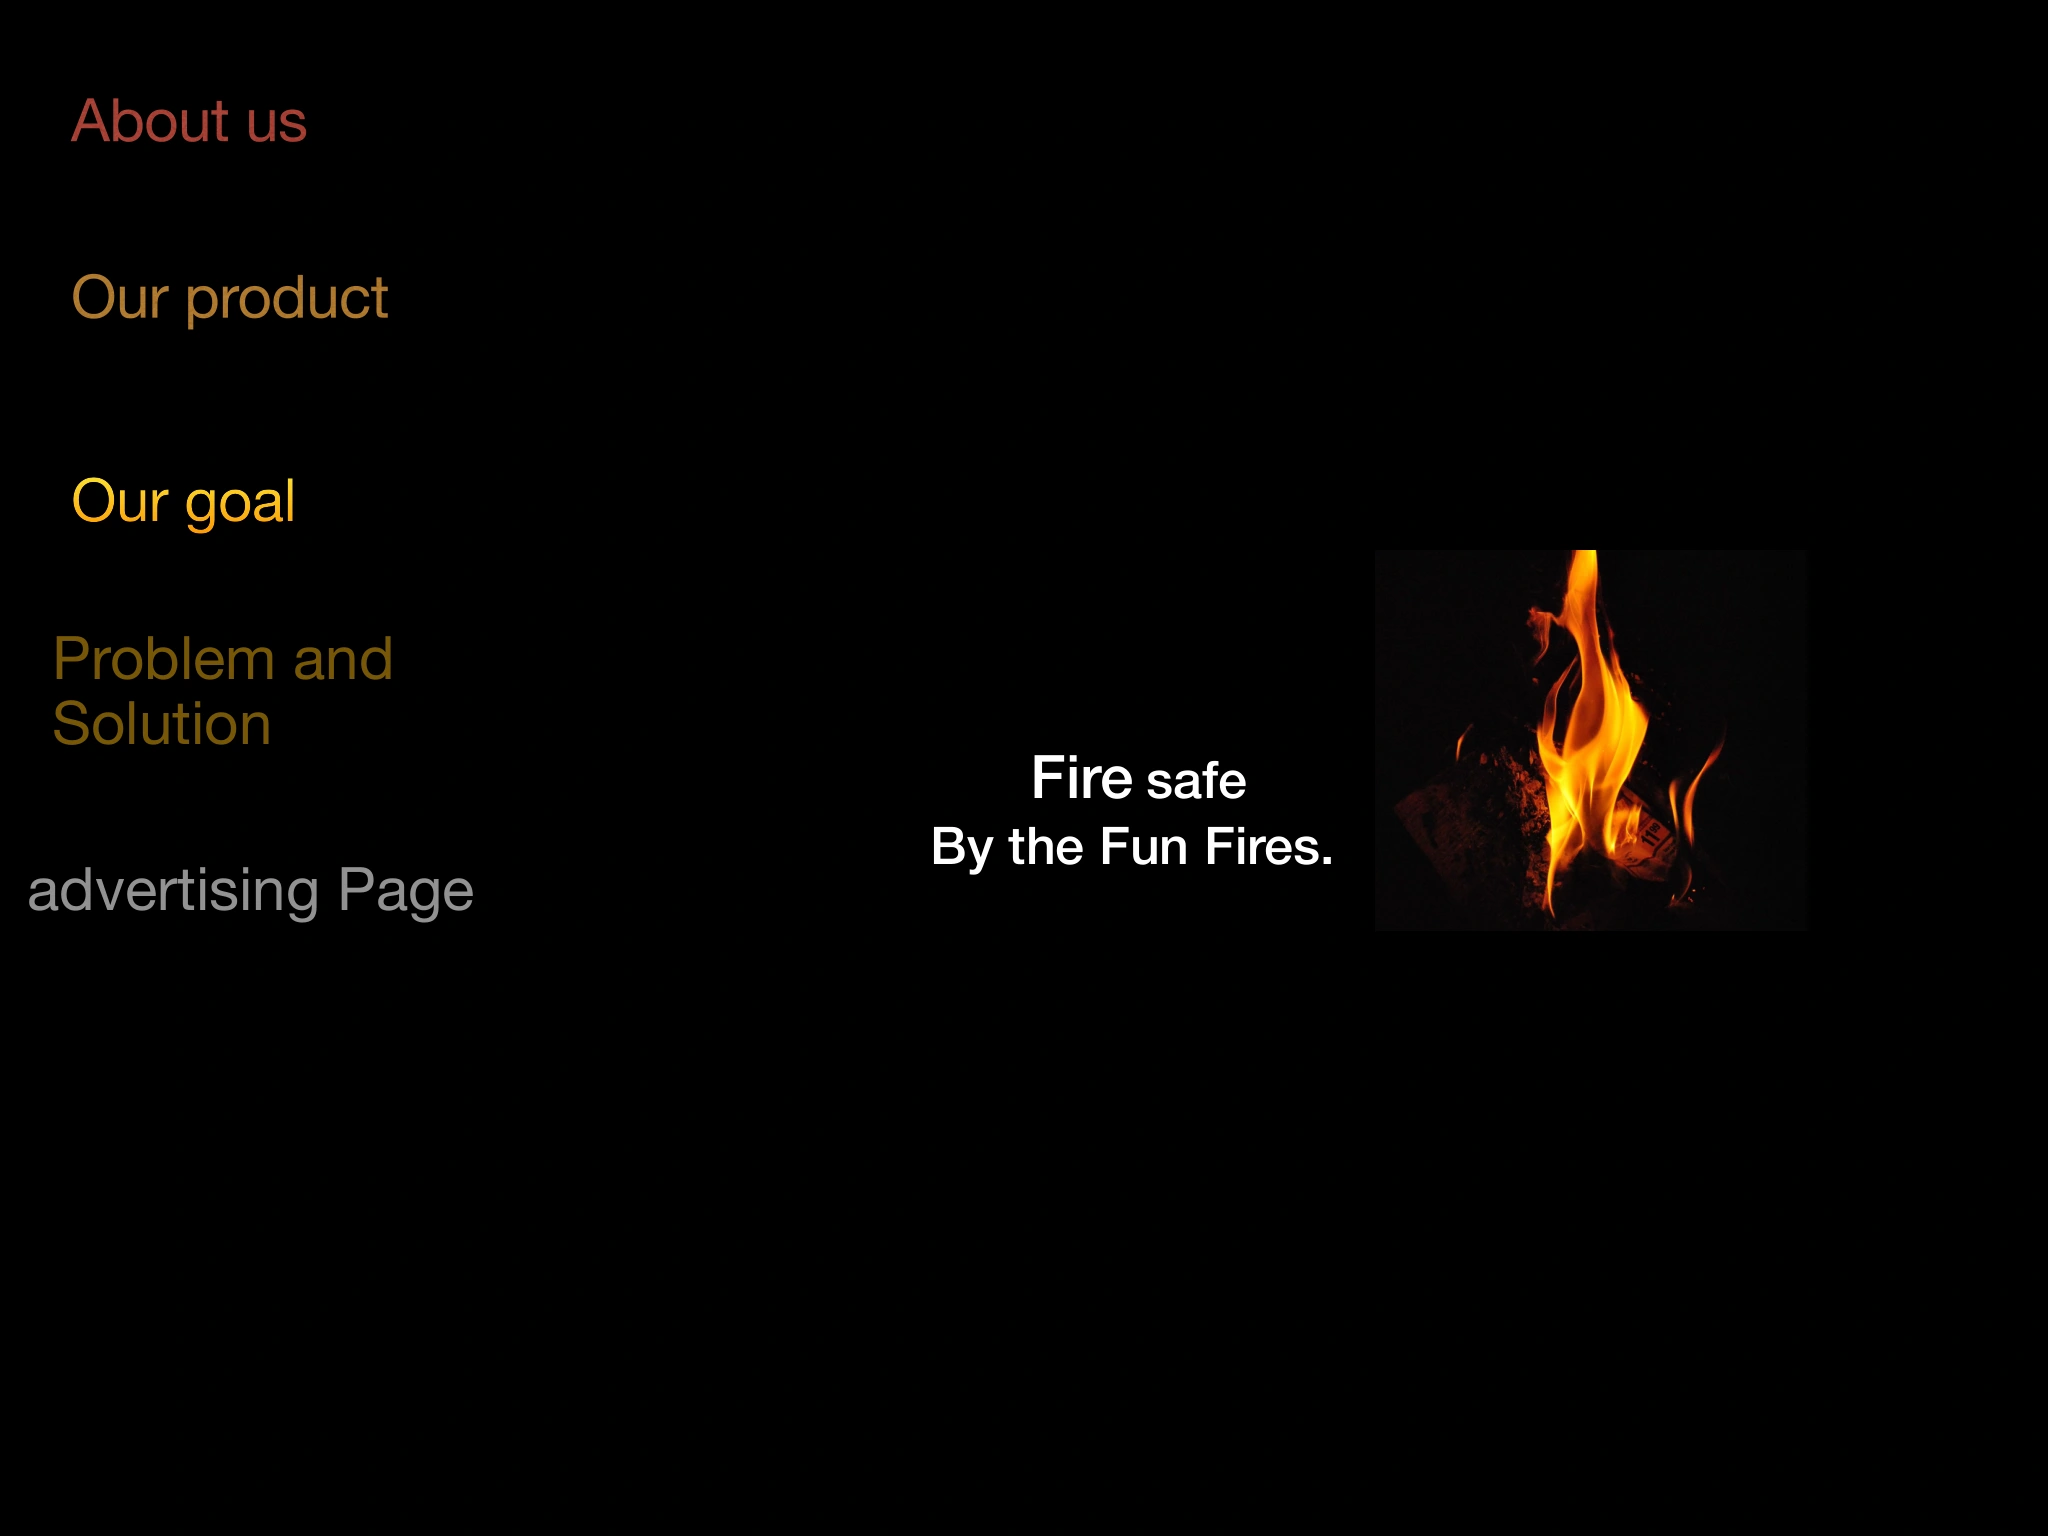 About us
Our product
Our goal
Problem and
Solution
advertising Page
Fire safe
By the Fun Fires.